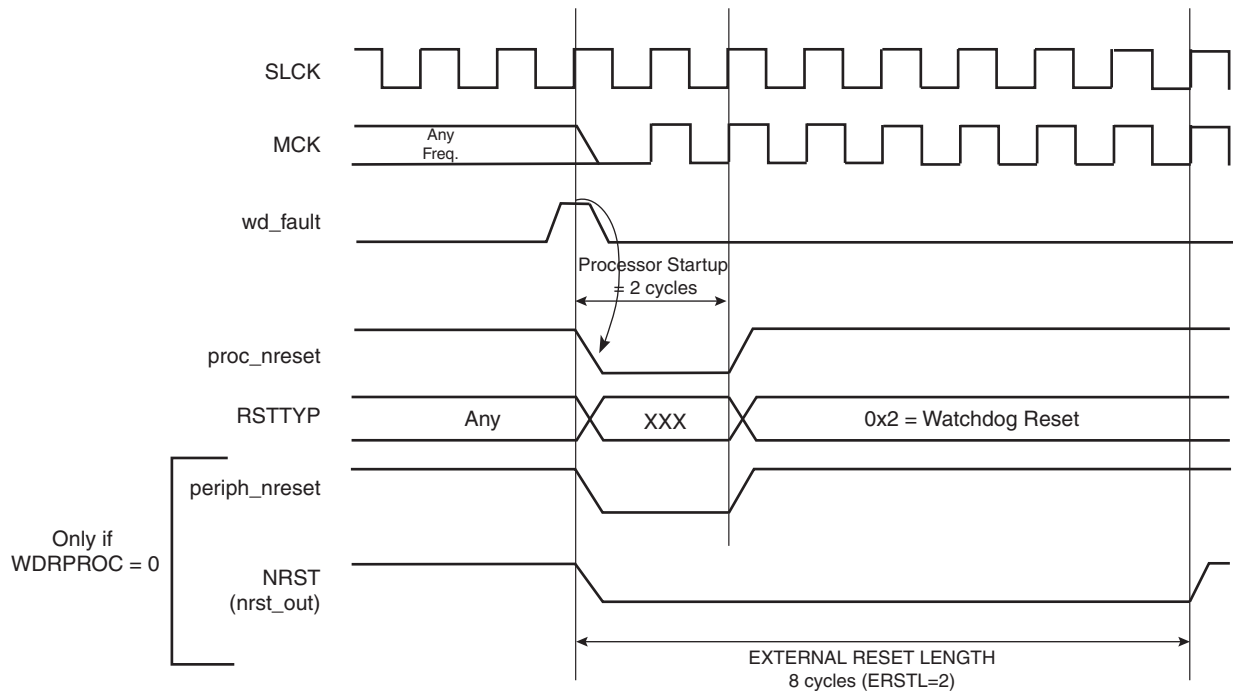 SLCK
MCK
Any
Freq.
wd_fault
Processor Startup
= 2 cycles
proc_nreset
RSTTYP
Any
XXX
0x2 = Watchdog Reset
periph_nreset
Only if
WDRPROC = 0
NRST
(nrst_out)
EXTERNAL RESET LENGTH
8 cycles (ERSTL=2)